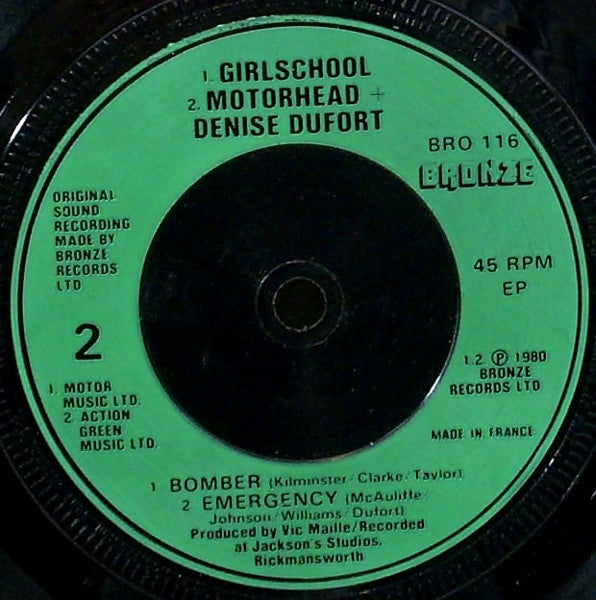 1. GIRLSCHOOL
2. MOTORHEAD +
DENISE DUFORT
BRO 116
BRONZE
ORIGINAL
SOUND
RECORDING
MADE BY
BRONZE
RECORDS
LTD
45 RPM
EP
2
1. MOTOR
MUSIC LTD.
2. ACTION
GREEN
MUSIC LTD.
1.2. ℗ 1980
BRONZE
RECORDS LTD
MADE IN FRANCE
1 BOMBER (Kilminster/Clarke/Taylor)
2 EMERGENCY (McAuliffe/
Johnson/Williams/Dufort)
Produced by Vic Maille/Recorded
at Jackson's Studios.
Rickmansworth